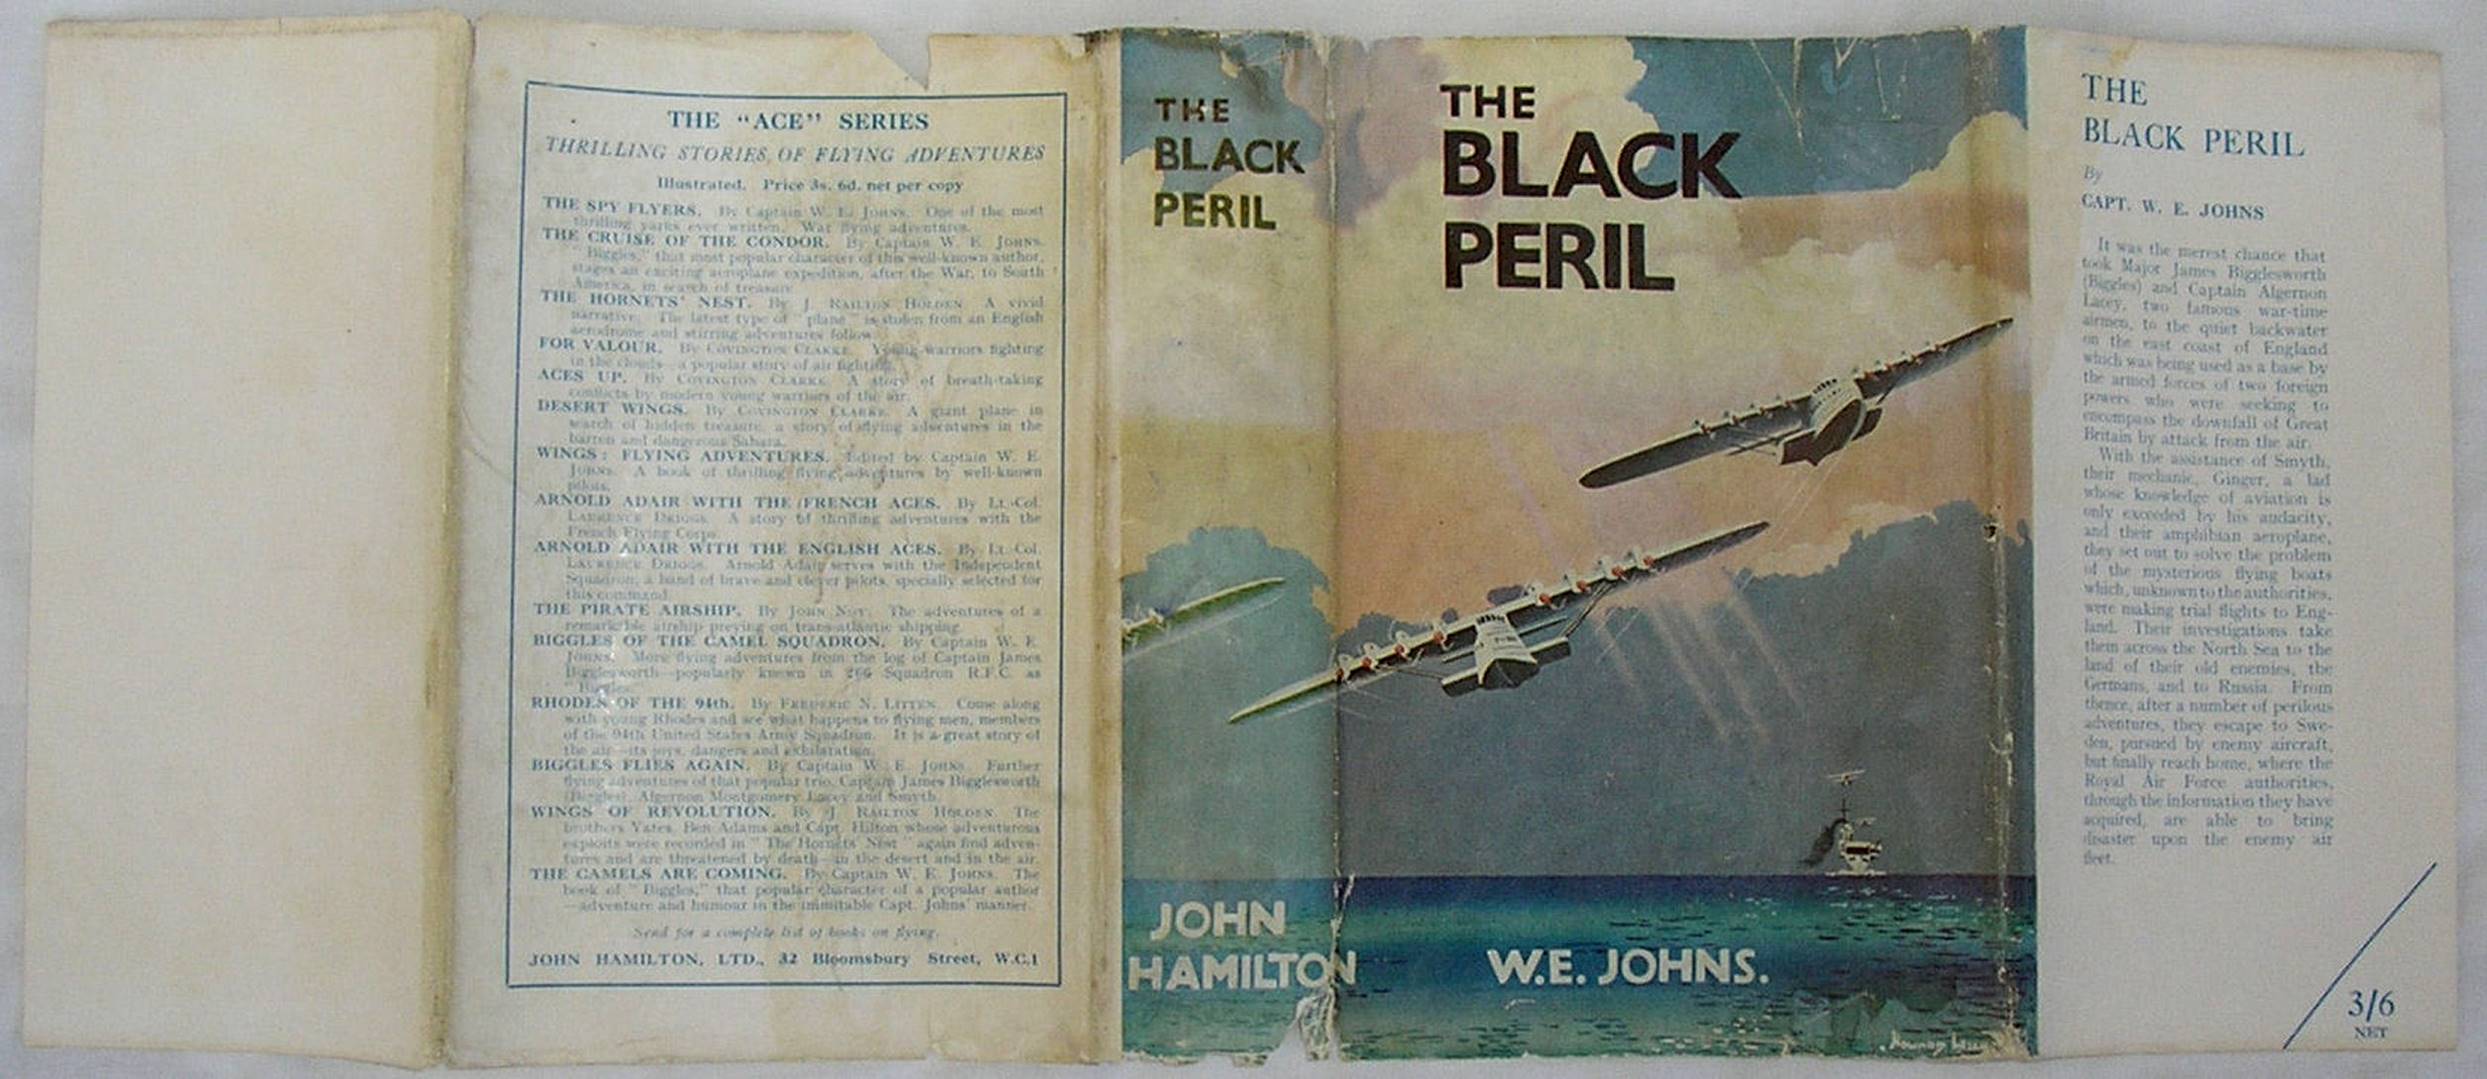 THE "ACE" SERIES
THRILLING STORIES OF FLYING ADVENTURES
Illustrated. Price 3s. 6d. net per copy
THE SPY FLYERS. By Captain W. E. JOHNS. One of the most
thrilling yarns ever written. War flying adventures.
THE CRUISE OF THE CONDOR. By Captain W. E. JOHNS.
"Biggles," that most popular character of this well-known author,
stages an exciting aeroplane expedition, after the War, to South
America, in search of treasure.
THE HORNETS' NEST. By J. RAILTON HOLDEN. A vivid
narrative. The latest type of "plane" is stolen from an English
aerodrome and stirring adventures follow.
FOR VALOUR. By COVINGTON CLARKE. Young warriors fighting
in the clouds—a popular story of air fighting.
ACES UP. By COVINGTON CLARKE. A story of breath-taking
conflicts by modern young warriors of the air.
DESERT WINGS. By COVINGTON CLARKE. A giant plane in
search of hidden treasure, a story of flying adventures in the
barren and dangerous Sahara.
WINGS: FLYING ADVENTURES. Edited by Captain W. E.
JOHNS. A book of thrilling flying adventures by well-known
pilots.
ARNOLD ADAIR WITH THE FRENCH ACES. By Lt.-Col.
LAURENCE DRIGGS. A story of thrilling adventures with the
French Flying Corps.
ARNOLD ADAIR WITH THE ENGLISH ACES. By Lt.-Col.
LAURENCE DRIGGS. Arnold Adair serves with the Independent
Squadron, a band of brave and clever pilots, specially selected for
this command.
THE PIRATE AIRSHIP. By JOHN NOY. The adventures of a
remarkable airship preying on trans-atlantic shipping.
BIGGLES OF THE CAMEL SQUADRON. By Captain W. E.
JOHNS. More flying adventures from the log of Captain James
Bigglesworth—popularly known in 266 Squadron R.F.C. as
"Biggles."
RHODES OF THE 94th. By FREDERIC N. LITTEN. Come along
with young Rhodes and see what happens to flying men, members
of the 94th United States Army Squadron. It is a great story of
the air—its joys, dangers and exhilaration.
BIGGLES FLIES AGAIN. By Captain W. E. JOHNS. Further
flying adventures of that popular trio, Captain James Bigglesworth
(Biggles), Algernon Montgomery Lacey and Smyth.
WINGS OF REVOLUTION. By J. RAILTON HOLDEN. The
brothers Yates, Ben Adams and Capt. Hilton whose adventurous
exploits were recorded in "The Hornets' Nest" again find adven-
tures and are threatened by death—in the desert and in the air.
THE CAMELS ARE COMING. By Captain W. E. JOHNS. The
book of "Biggles," that popular character of a popular author
—adventure and humour in the inimitable Capt. Johns' manner.
Send for a complete list of books on flying.
JOHN HAMILTON, LTD., 32 Bloomsbury Street, W.C.1
THE
BLACK
PERIL
JOHN
HAMILTON
THE
BLACK
PERIL
W.E. JOHNS.
THE
BLACK PERIL
By
CAPT. W. E. JOHNS
It was the merest chance that
took Major James Bigglesworth
(Biggles) and Captain Algernon
Lacey, two famous war-time
airmen, to the quiet backwater
on the east coast of England
which was being used as a base by
the armed forces of two foreign
powers who were seeking to
encompass the downfall of Great
Britain by attack from the air.
With the assistance of Smyth,
their mechanic, Ginger, a lad
whose knowledge of aviation is
only exceeded by his audacity,
and their amphibian aeroplane,
they set out to solve the problem
of the mysterious flying boats
which, unknown to the authorities,
were making trial flights to Eng-
land. Their investigations take
them across the North Sea to the
land of their old enemies, the
Germans, and to Russia. From
thence, after a number of perilous
adventures, they escape to Swe-
den, pursued by enemy aircraft,
but finally reach home, where the
Royal Air Force authorities,
through the information they have
acquired, are able to bring
disaster upon the enemy air
fleet.
3/6
NET